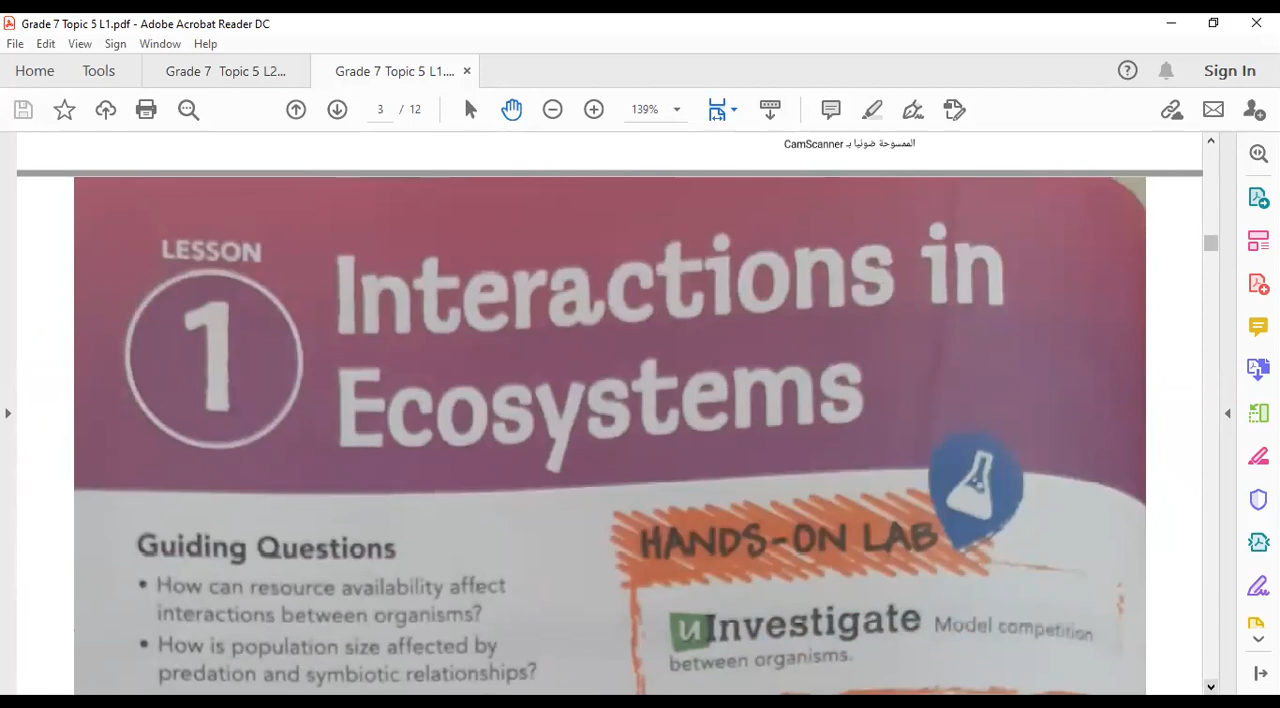 Grade 7 Topic 5 L1.pdf - Adobe Acrobat Reader DC
File Edit View Sign Window Help
Home Tools Grade 7 Topic 5 L2... Grade 7 Topic 5 L1.... × Sign In
3 / 12 139%
الممسوحة ضوئيا بـ CamScanner
LESSON
1
Interactions in
Ecosystems
Guiding Questions
• How can resource availability affect
interactions between organisms?
• How is population size affected by
predation and symbiotic relationships?
HANDS-ON LAB
uInvestigate Model competition
between organisms.